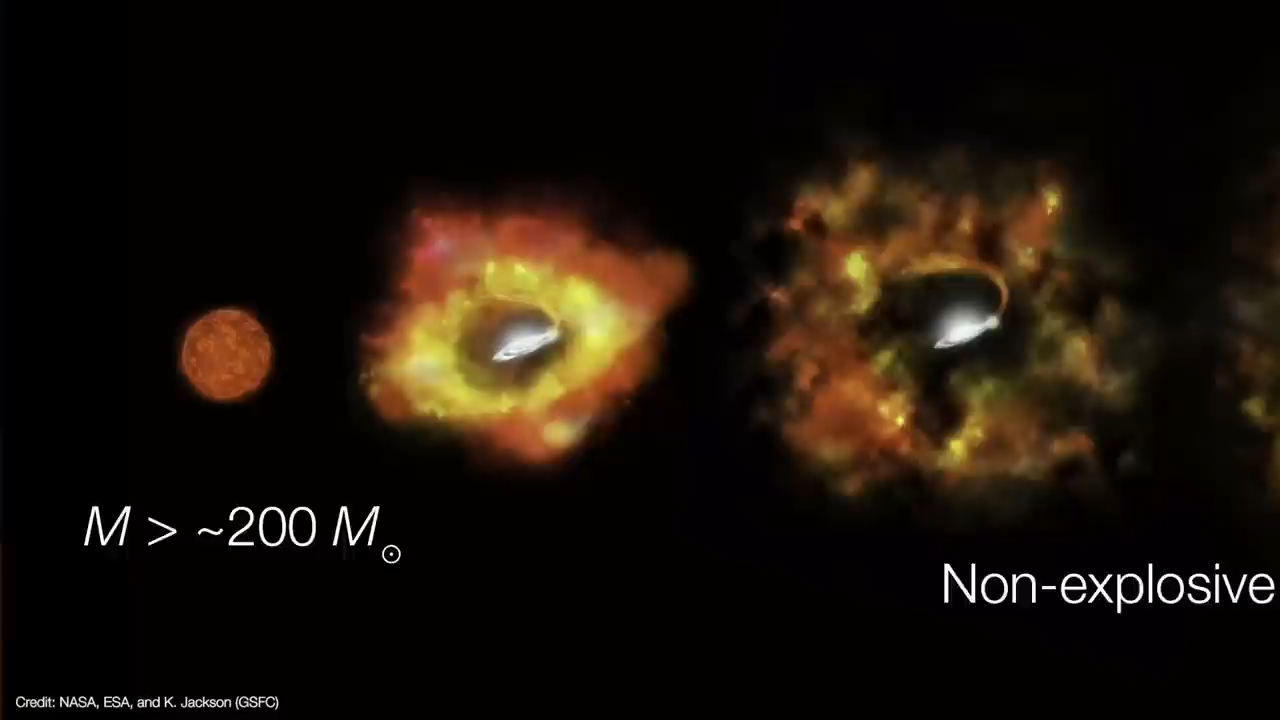 M > ~200 M☉
Non-explosive
Credit: NASA, ESA, and K. Jackson (GSFC)